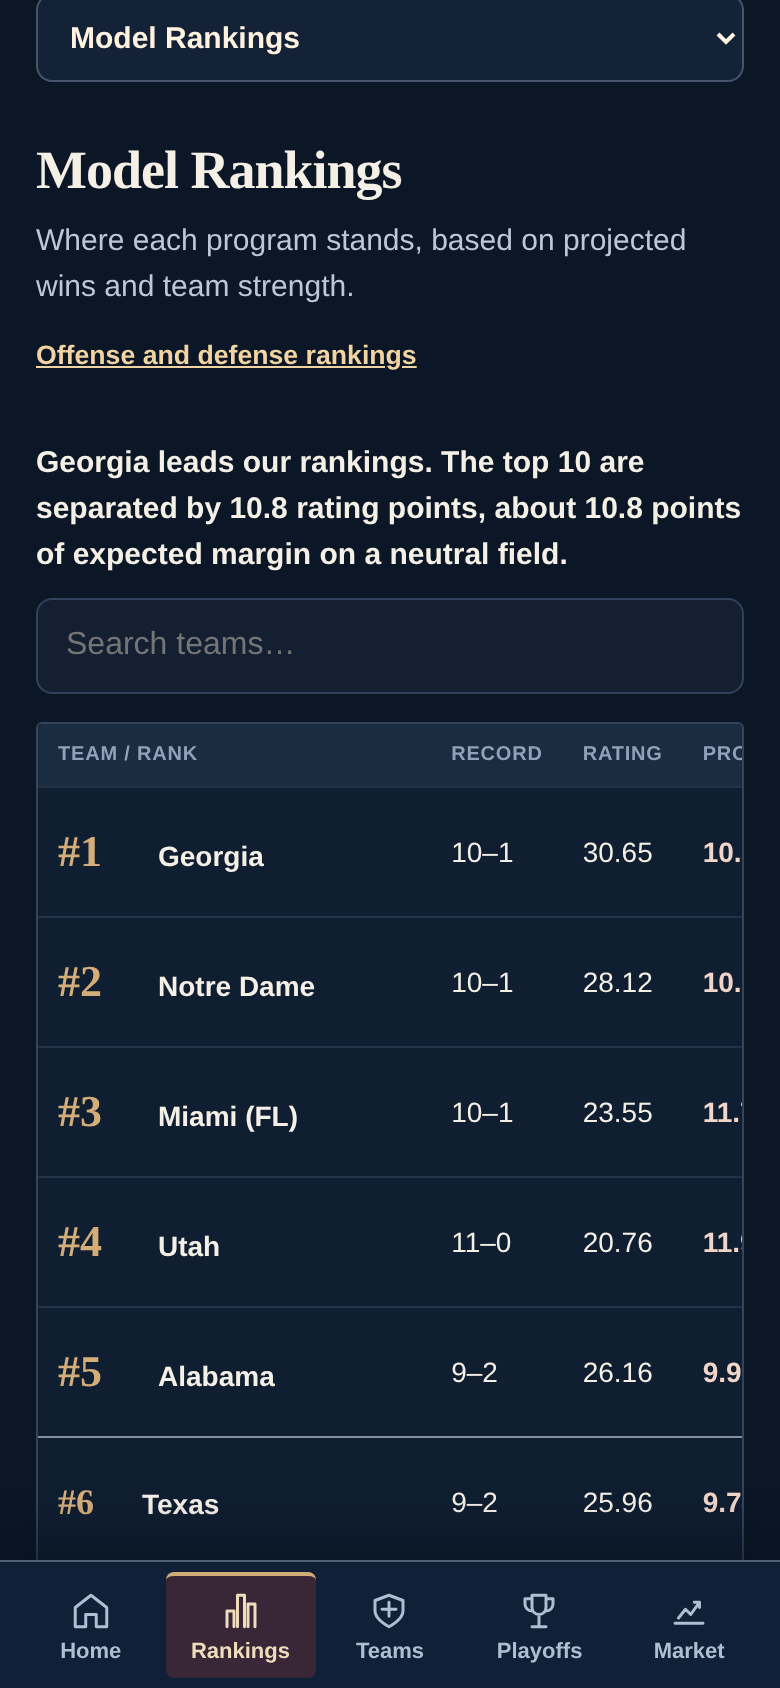 Model Rankings
Model Rankings
Where each program stands, based on projected
wins and team strength.
Offense and defense rankings
Georgia leads our rankings. The top 10 are
separated by 10.8 rating points, about 10.8 points
of expected margin on a neutral field.
Search teams…
TEAM / RANK RECORD RATING
#1 Georgia 10–1 30.65 10.
#2 Notre Dame 10–1 28.12 10.
#3 Miami (FL) 10–1 23.55 11.
#4 Utah 11–0 20.76 11.
#5 Alabama 9–2 26.16 9.9
#6 Texas 9–2 25.96 9.7
Home Rankings Teams Playoffs Market